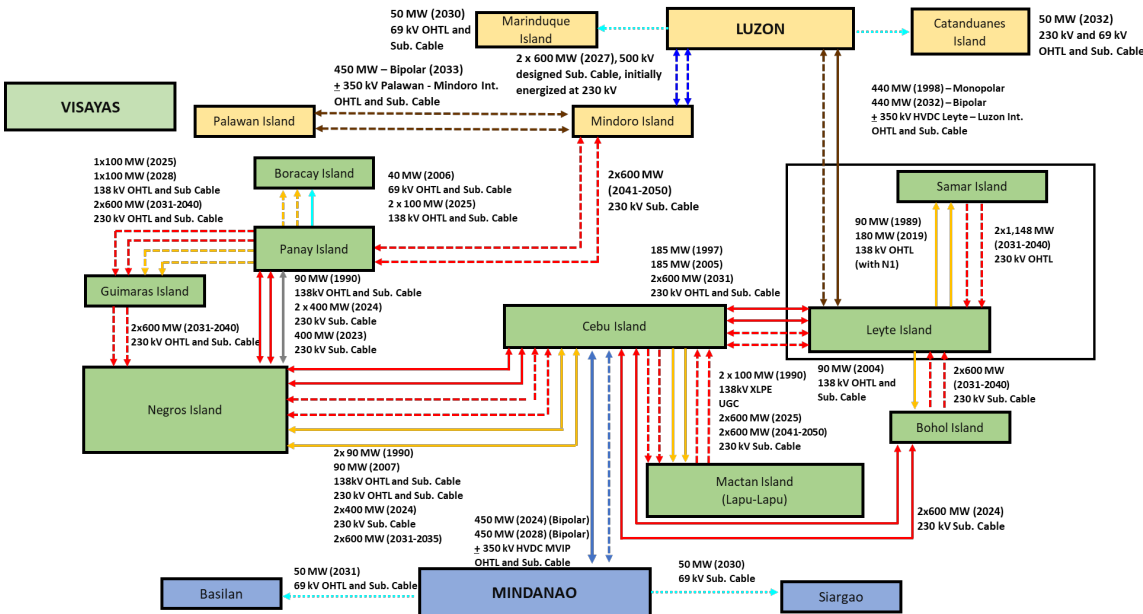 50 MW (2030)
69 kV OHTL and
Sub. Cable
Marinduque
Island
LUZON
Catanduanes
Island
50 MW (2032)
230 kV and 69 kV
OHTL and Sub. Cable
2 x 600 MW (2027), 500 kV
designed Sub. Cable, initially
energized at 230 kV
450 MW – Bipolar (2033)
± 350 kV Palawan - Mindoro Int.
OHTL and Sub. Cable
440 MW (1998) – Monopolar
440 MW (2032) – Bipolar
± 350 kV HVDC Leyte – Luzon Int.
OHTL and Sub. Cable
VISAYAS
Palawan Island
Mindoro Island
1x100 MW (2025)
1x100 MW (2028)
138 kV OHTL and Sub Cable
2x600 MW (2031-2040)
230 kV OHTL and Sub. Cable
Boracay Island
40 MW (2006)
69 kV OHTL and Sub. Cable
2 x 100 MW (2025)
138 kV OHTL and Sub. Cable
2x600 MW
(2041-2050)
230 kV Sub. Cable
Samar Island
90 MW (1989)
180 MW (2019)
138 kV OHTL
(with N1)
2x1,148 MW
(2031-2040)
230 kV OHTL
Panay Island
185 MW (1997)
185 MW (2005)
2x600 MW (2031)
230 kV OHTL and Sub. Cable
Guimaras Island
90 MW (1990)
138kV OHTL and Sub. Cable
2 x 400 MW (2024)
230 kV Sub. Cable
400 MW (2023)
230 kV Sub. Cable
2x600 MW (2031-2040)
230 kV OHTL and Sub. Cable
Cebu Island
Leyte Island
Negros Island
2 x 100 MW (1990)
138kV XLPE
UGC
2x600 MW (2025)
2x600 MW (2041-2050)
230 kV Sub. Cable
90 MW (2004)
138 kV OHTL and
Sub. Cable
2x600 MW
(2031-2040)
230 kV Sub. Cable
Bohol Island
2x 90 MW (1990)
90 MW (2007)
138kV OHTL and Sub. Cable
230 kV OHTL and Sub. Cable
2x400 MW (2024)
230 kV Sub. Cable
2x600 MW (2031-2035)
Mactan Island
(Lapu-Lapu)
2x600 MW (2024)
230 kV Sub. Cable
450 MW (2024) (Bipolar)
450 MW (2028) (Bipolar)
± 350 kV HVDC MVIP
OHTL and Sub. Cable
Basilan
50 MW (2031)
69 kV OHTL and Sub. Cable
MINDANAO
50 MW (2030)
69 kV Sub. Cable
Siargao